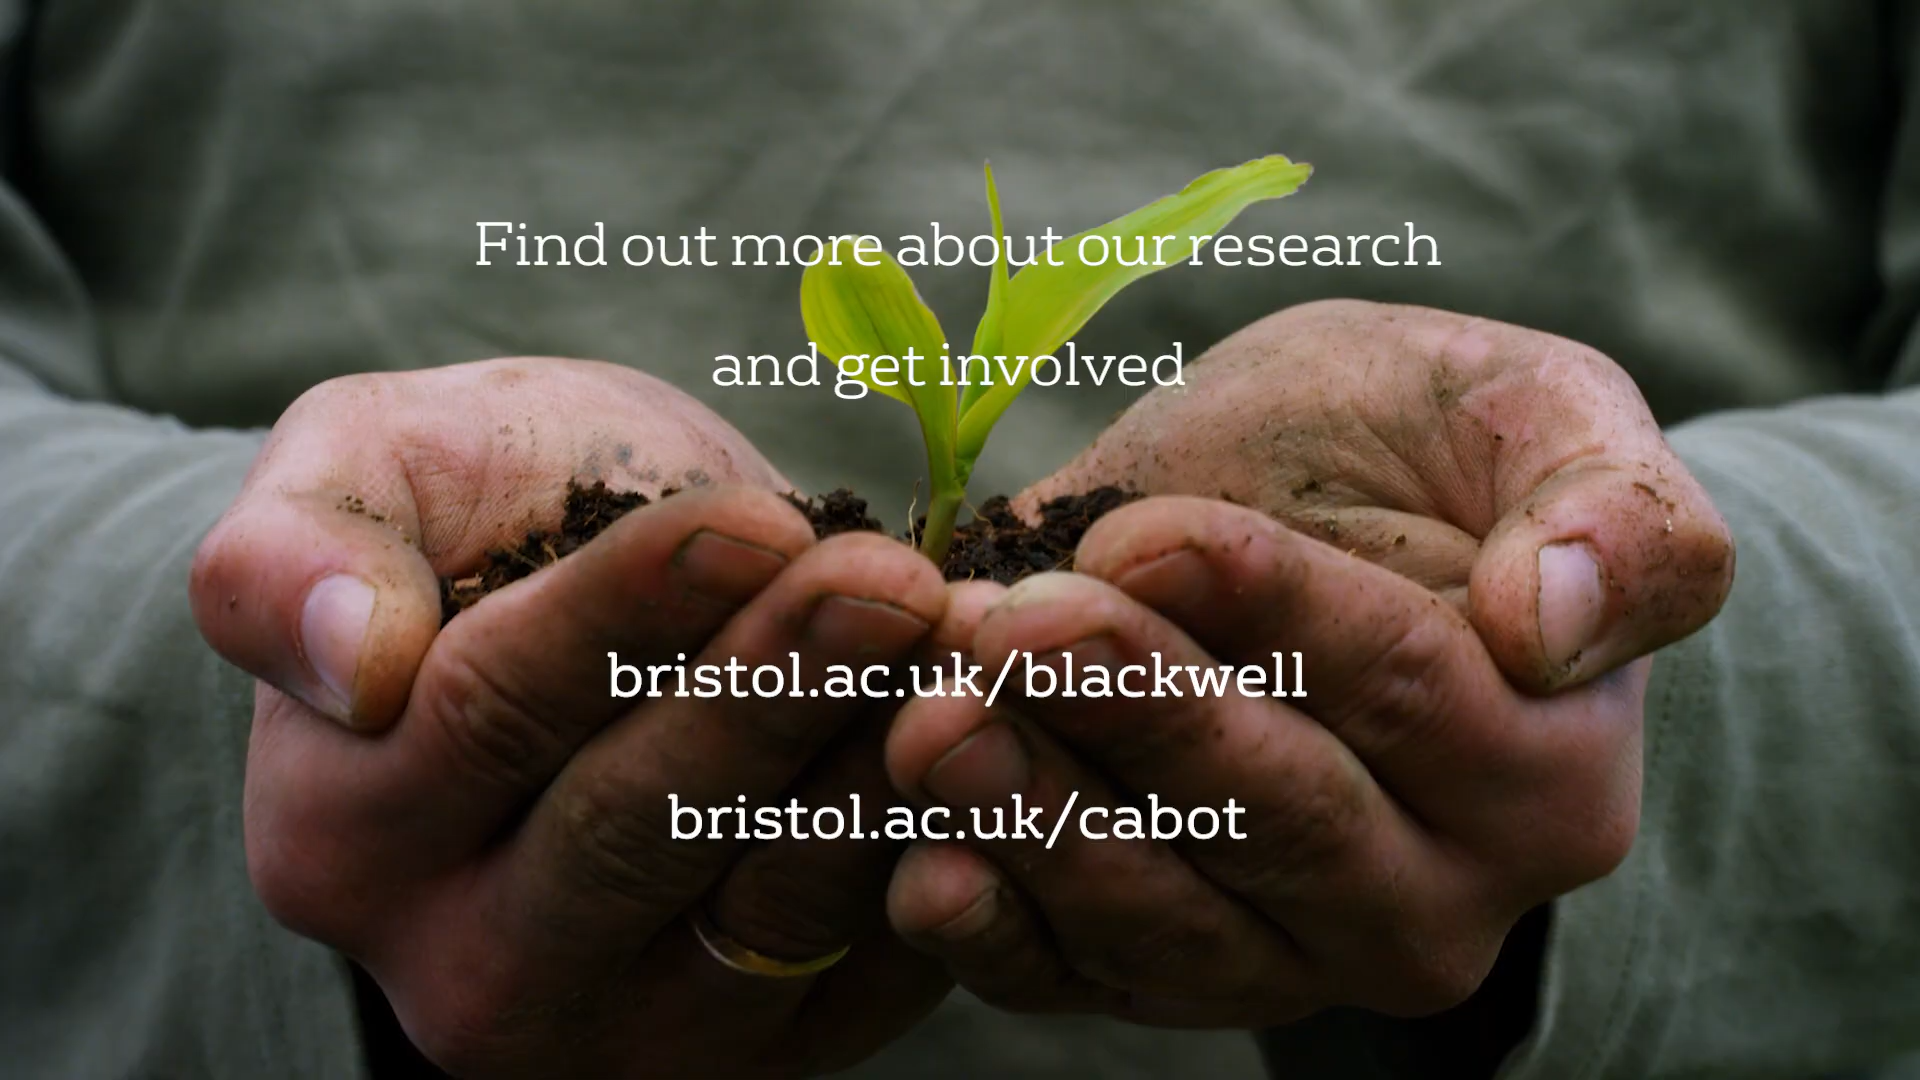 Find out more about our research
and get involved
bristol.ac.uk/blackwell
bristol.ac.uk/cabot